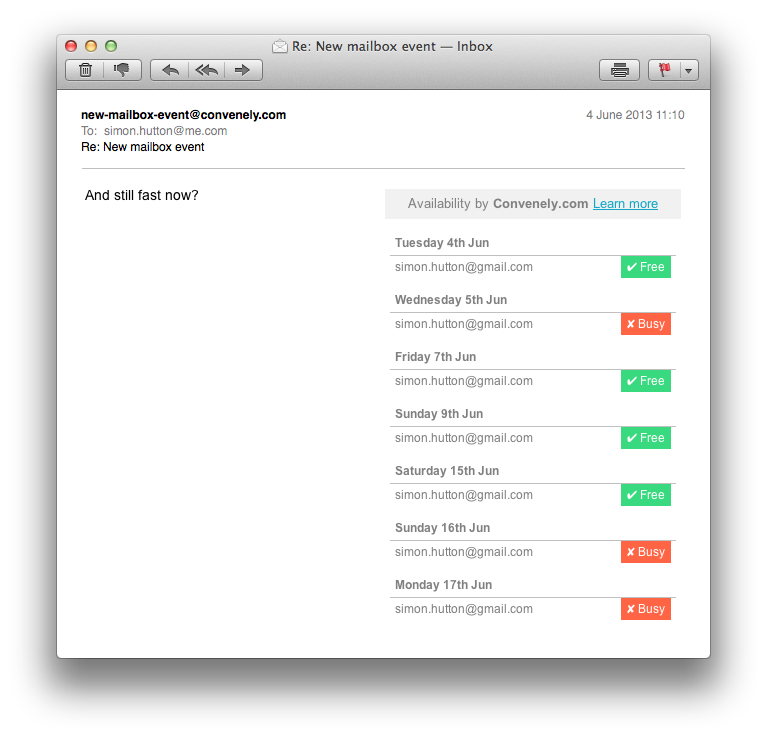 Re: New mailbox event — Inbox
new-mailbox-event@convenely.com
4 June 2013 11:10
To: simon.hutton@me.com
Re: New mailbox event
And still fast now?
Availability by Convenely.com Learn more
Tuesday 4th Jun
simon.hutton@gmail.com ✔ Free
Wednesday 5th Jun
simon.hutton@gmail.com ✘ Busy
Friday 7th Jun
simon.hutton@gmail.com ✔ Free
Sunday 9th Jun
simon.hutton@gmail.com ✔ Free
Saturday 15th Jun
simon.hutton@gmail.com ✔ Free
Sunday 16th Jun
simon.hutton@gmail.com ✘ Busy
Monday 17th Jun
simon.hutton@gmail.com ✘ Busy